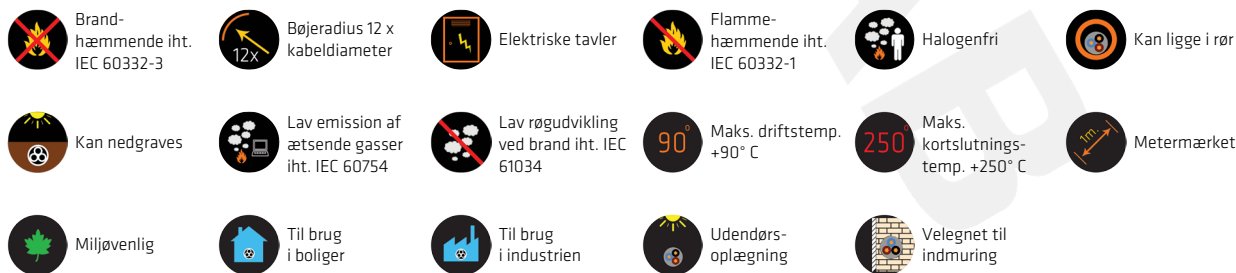 Brand-
hæmmende iht.
IEC 60332-3
12x
Bøjeradius 12 x
kabeldiameter
Elektriske tavler
Flamme-
hæmmende iht.
IEC 60332-1
Halogenfri
Kan ligge i rør
Kan nedgraves
Lav emission af
ætsende gasser
iht. IEC 60754
Lav røgudvikling
ved brand iht. IEC
61034
90°
Maks. driftstemp.
+90° C
250°
Maks.
kortslutnings-
temp. +250° C
1m.
Metermærket
Miljøvenlig
Til brug
i boliger
Til brug
i industrien
Udendørs-
oplægning
Velegnet til
indmuring